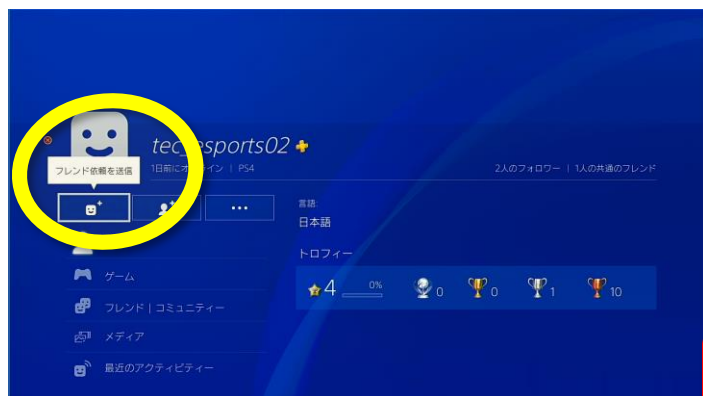 tec_esports02
フレンド依頼を送信
1日前にオンライン | PS4
2人のフォロワー | 1人の共通のフレンド
言語:
日本語
トロフィー
ゲーム
4 0% 0 0 1 10
フレンド | コミュニティー
メディア
最近のアクティビティー